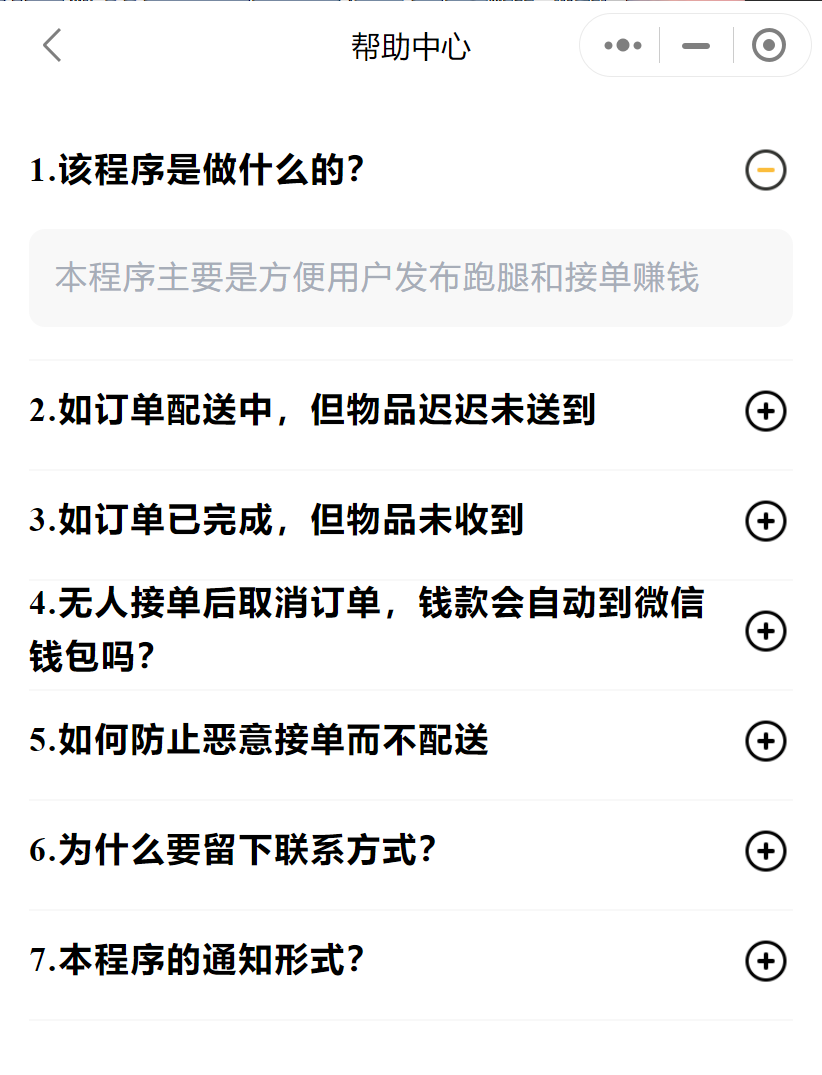 帮助中心
1.该程序是做什么的？
本程序主要是方便用户发布跑腿和接单赚钱
2.如订单配送中，但物品迟迟未送到
3.如订单已完成，但物品未收到
4.无人接单后取消订单，钱款会自动到微信
钱包吗？
5.如何防止恶意接单而不配送
6.为什么要留下联系方式？
7.本程序的通知形式？